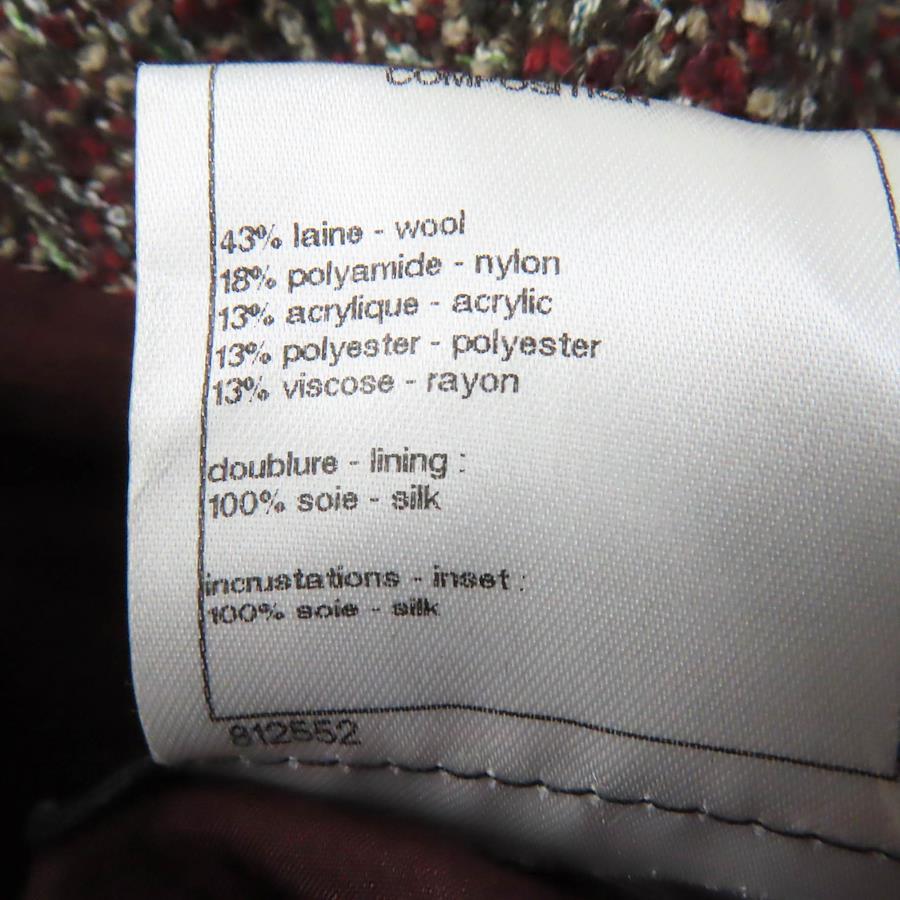 COMPOSITION
43% laine - wool
18% polyamide - nylon
13% acrylique - acrylic
13% polyester - polyester
13% viscose - rayon
doublure - lining :
100% soie - silk
incrustations - inset :
100% soie - silk
812552